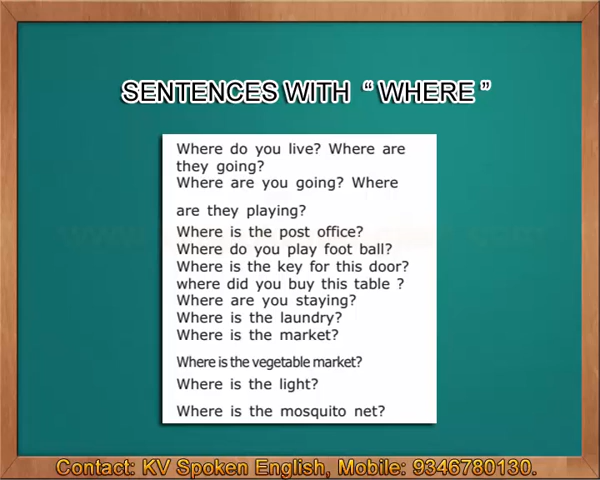 SENTENCES WITH “ WHERE ”
Where do you live? Where are
they going?
Where are you going? Where
are they playing?
Where is the post office?
Where do you play foot ball?
Where is the key for this door?
where did you buy this table ?
Where are you staying?
Where is the laundry?
Where is the market?
Where is the vegetable market?
Where is the light?
Where is the mosquito net?
Contact: KV Spoken English, Mobile: 9346780130.